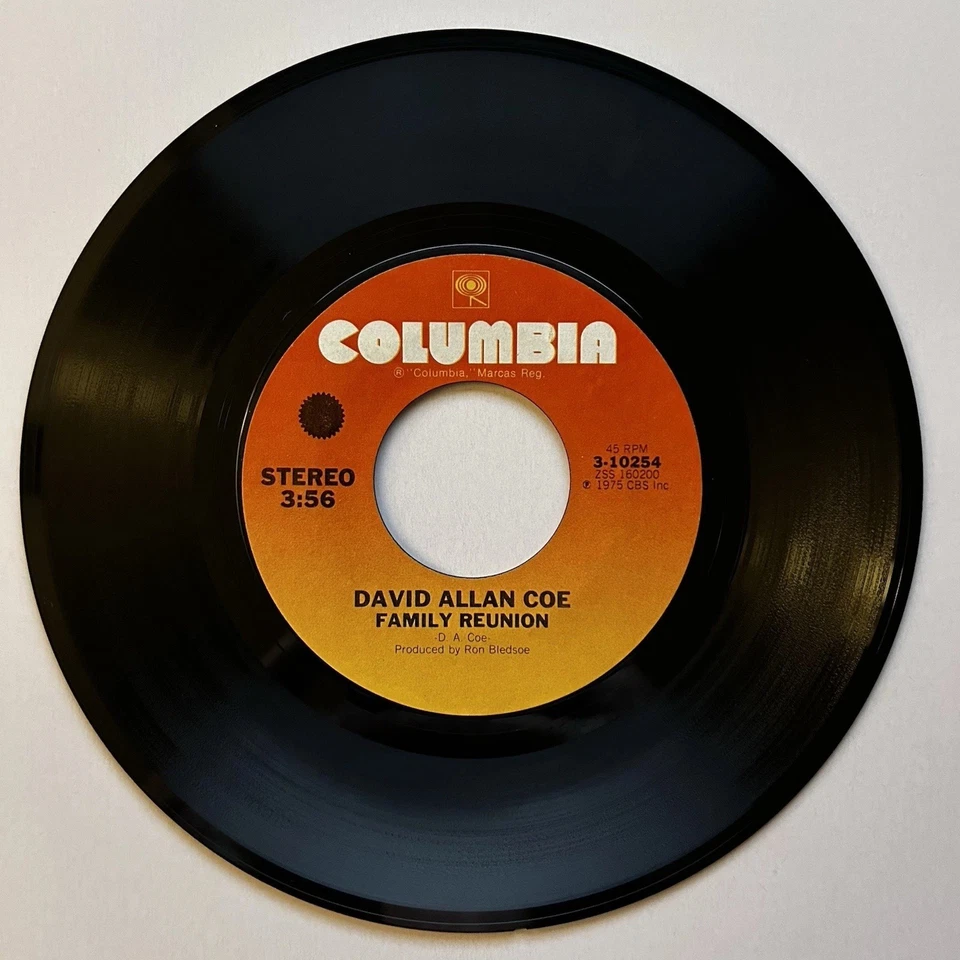 COLUMBIA
® "Columbia," Marcas Reg.
STEREO
3:56
45 RPM
3-10254
ZSS 160200
℗ 1975 CBS Inc
DAVID ALLAN COE
FAMILY REUNION
-D. A. Coe-
Produced by Ron Bledsoe